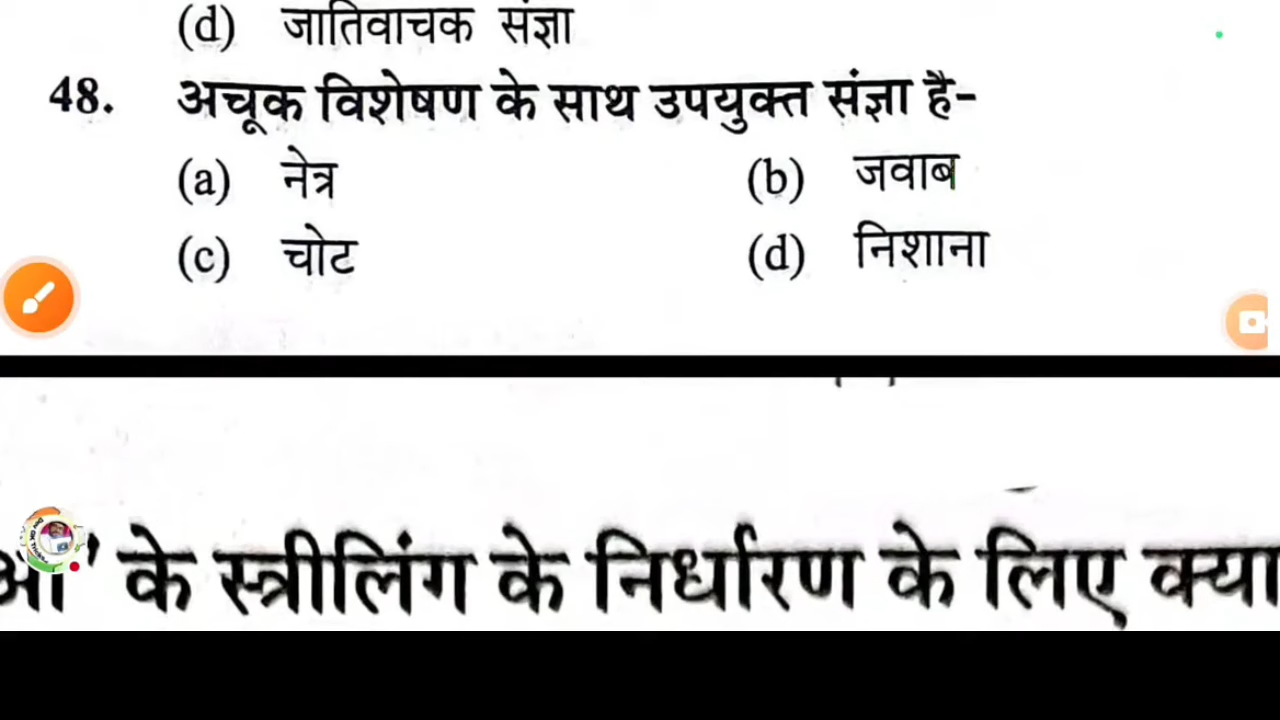 (d) जातिवाचक संज्ञा
48. अचूक विशेषण के साथ उपयुक्त संज्ञा है-
(a) नेत्र (b) जवाब
(c) चोट (d) निशाना
के स्त्रीलिंग के निर्धारण के लिए क्या